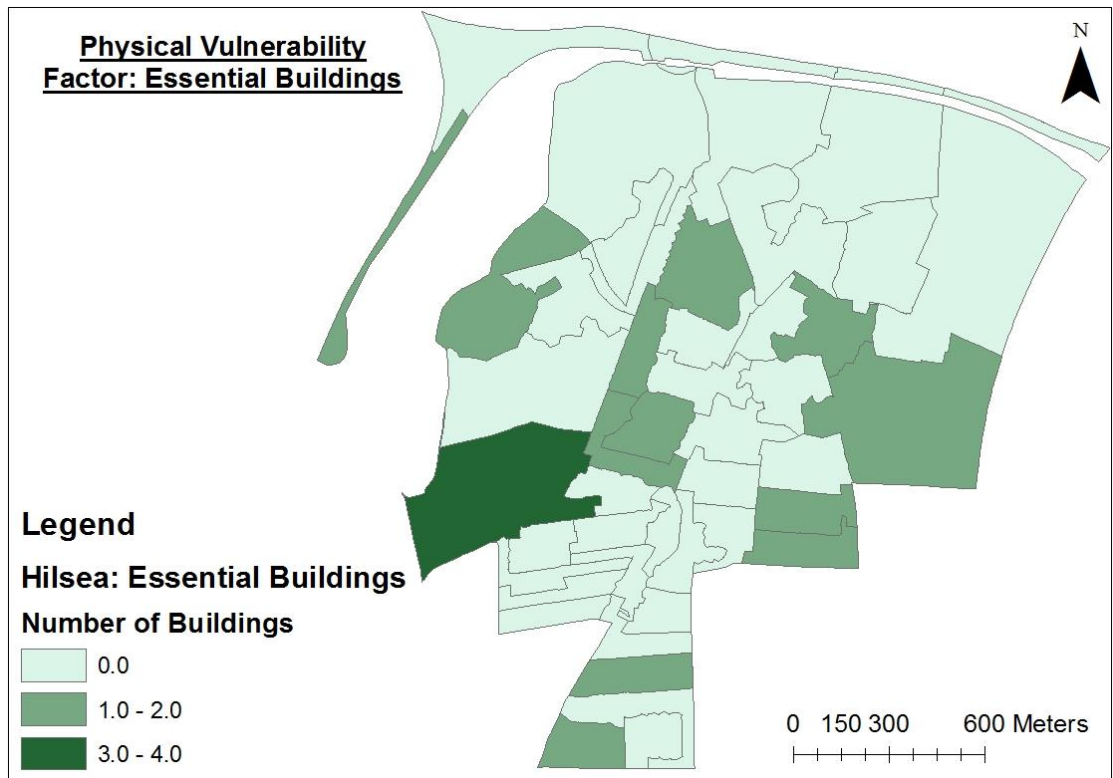 Physical Vulnerability
Factor: Essential Buildings
N
Legend
Hilsea: Essential Buildings
Number of Buildings
0.0
1.0 - 2.0
3.0 - 4.0
0 150 300 600 Meters